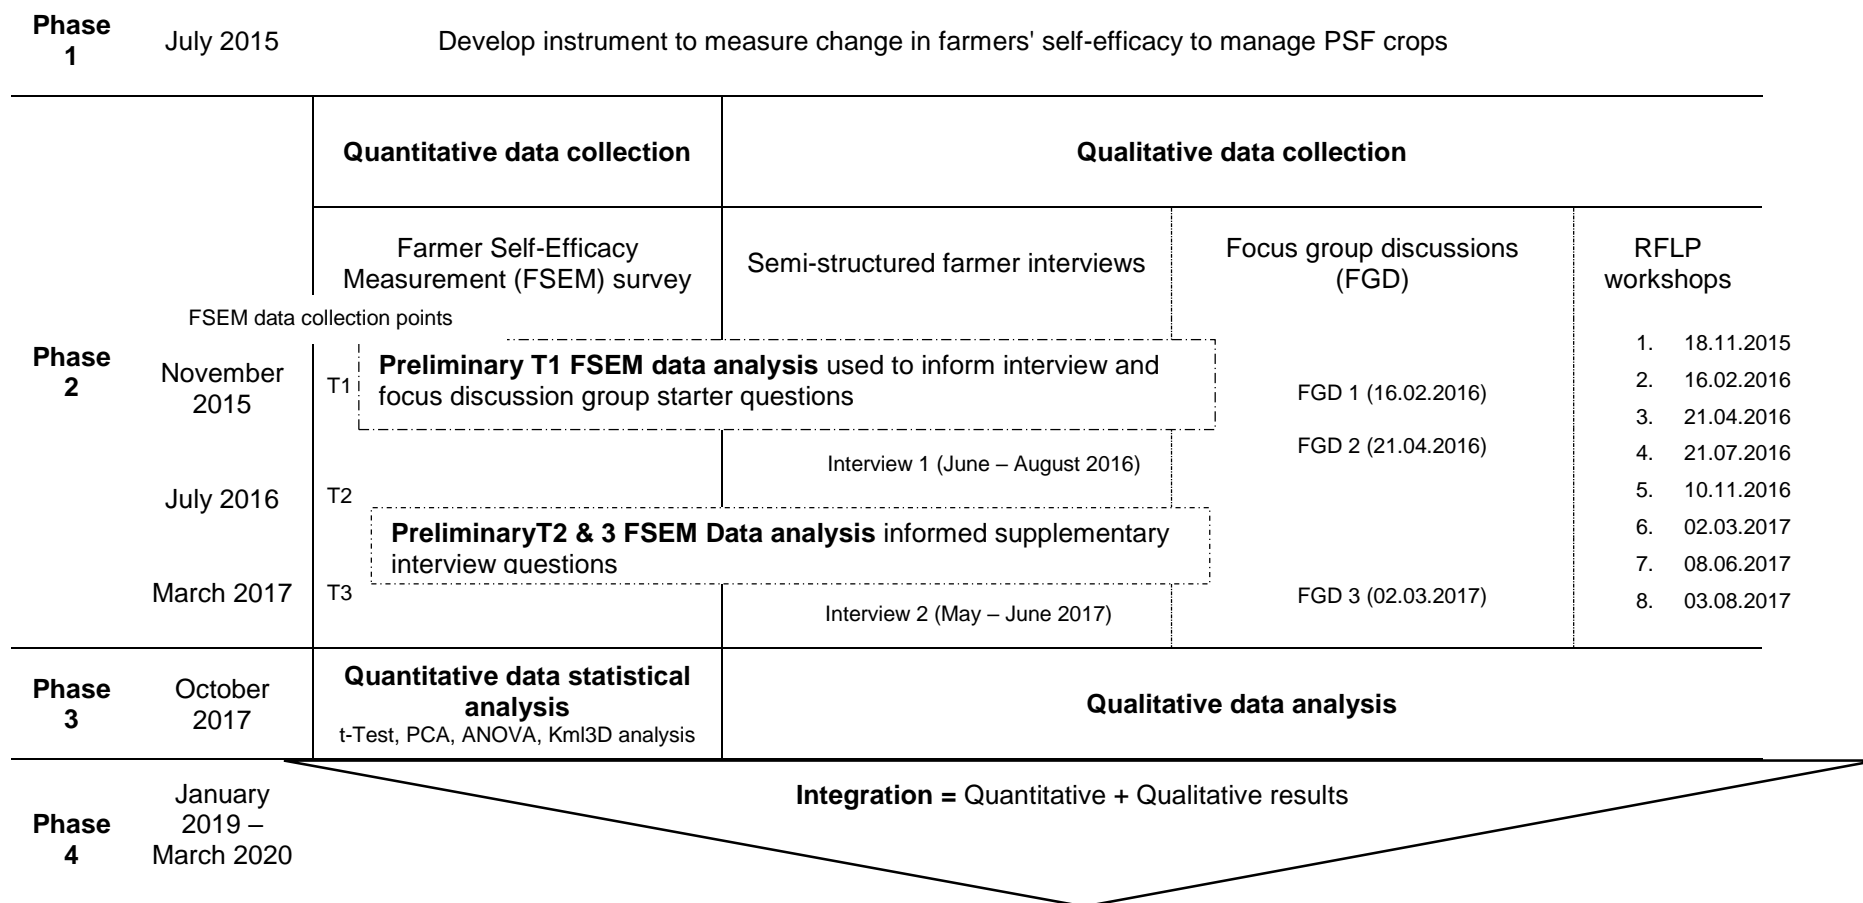 Phase
1
July 2015
Develop instrument to measure change in farmers' self-efficacy to manage PSF crops
Quantitative data collection
Qualitative data collection
Farmer Self-Efficacy
Measurement (FSEM) survey
Semi-structured farmer interviews
Focus group discussions
(FGD)
RFLP
workshops
FSEM data collection points
Phase
2
November
2015
T1
Preliminary T1 FSEM data analysis used to inform interview and
focus discussion group starter questions
FGD 1 (16.02.2016)
FGD 2 (21.04.2016)
Interview 1 (June – August 2016)
July 2016
T2
PreliminaryT2 & 3 FSEM Data analysis informed supplementary
interview questions
March 2017
T3
Interview 2 (May – June 2017)
FGD 3 (02.03.2017)
1. 18.11.2015
2. 16.02.2016
3. 21.04.2016
4. 21.07.2016
5. 10.11.2016
6. 02.03.2017
7. 08.06.2017
8. 03.08.2017
Phase
3
October
2017
Quantitative data statistical
analysis
t-Test, PCA, ANOVA, Kml3D analysis
Qualitative data analysis
Phase
4
January
2019 –
March 2020
Integration = Quantitative + Qualitative results